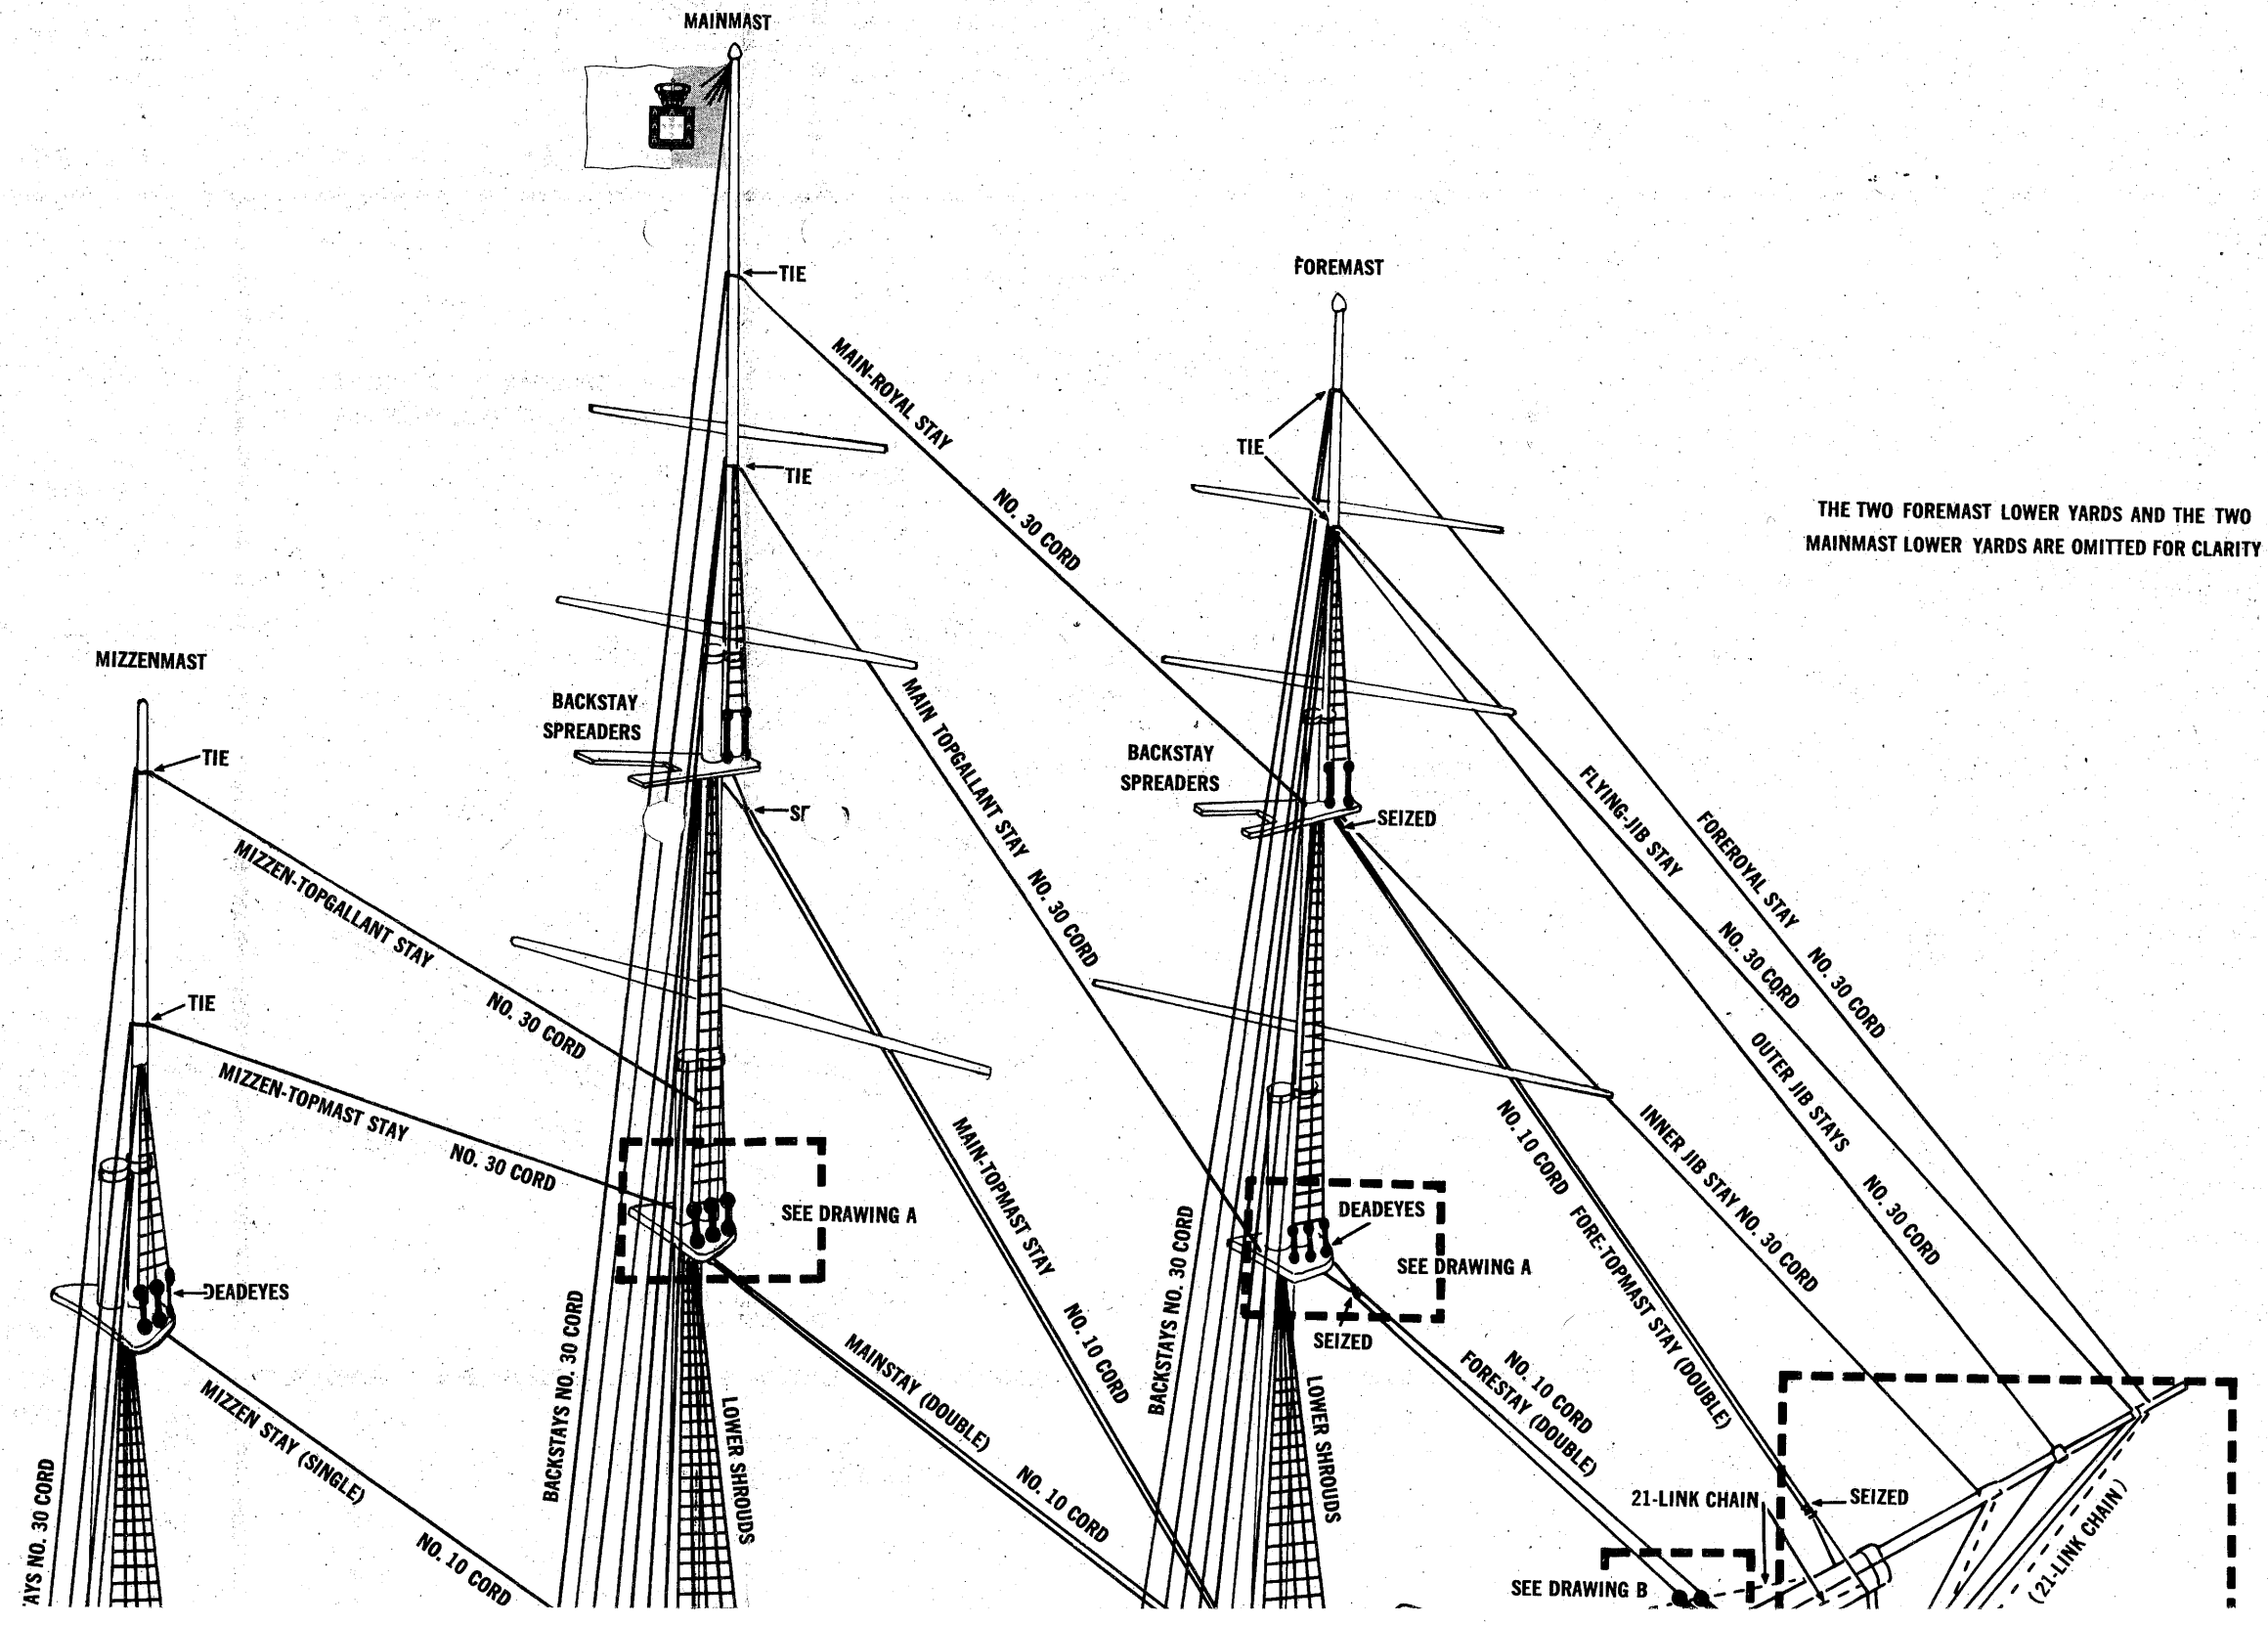 MAINMAST
TIE
FOREMAST
MAIN-ROYAL STAY
NO. 30 CORD
TIE
TIE
THE TWO FOREMAST LOWER YARDS AND THE TWO
MAINMAST LOWER YARDS ARE OMITTED FOR CLARITY
MIZZENMAST
BACKSTAY
SPREADERS
TIE
MAIN TOPGALLANT STAY NO. 30 CORD
BACKSTAY
SPREADERS
SEIZED
FLYING-JIB STAY
NO. 30 CORD
FOREROYAL STAY NO. 30 CORD
MIZZEN-TOPGALLANT STAY
NO. 30 CORD
TIE
MIZZEN-TOPMAST STAY
NO. 30 CORD
OUTER JIB STAYS NO. 30 CORD
INNER JIB STAY NO. 30 CORD
NO. 10 CORD FORE-TOPMAST STAY (DOUBLE)
MAIN-TOPMAST STAY
NO. 10 CORD
SEE DRAWING A
DEADEYES
SEE DRAWING A
SEIZED
DEADEYES
BACKSTAYS NO. 30 CORD
BACKSTAYS NO. 30 CORD
MAINSTAY (DOUBLE)
NO. 10 CORD
NO. 10 CORD
FORESTAY (DOUBLE)
LOWER SHROUDS
LOWER SHROUDS
MIZZEN STAY (SINGLE)
NO. 10 CORD
NO. 30 CORD
21-LINK CHAIN
SEIZED
SEE DRAWING B
(21-LINK CHAIN)